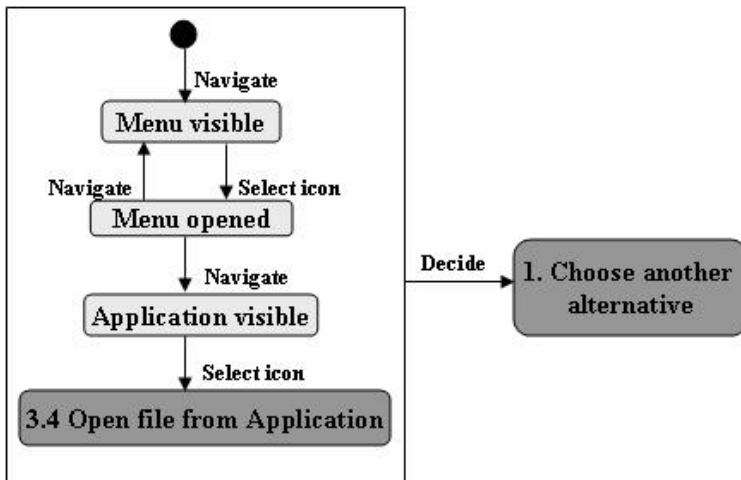 Navigate
Menu visible
Navigate
Select icon
Menu opened
Navigate
Application visible
Select icon
3.4 Open file from Application
Decide
1. Choose another
alternative